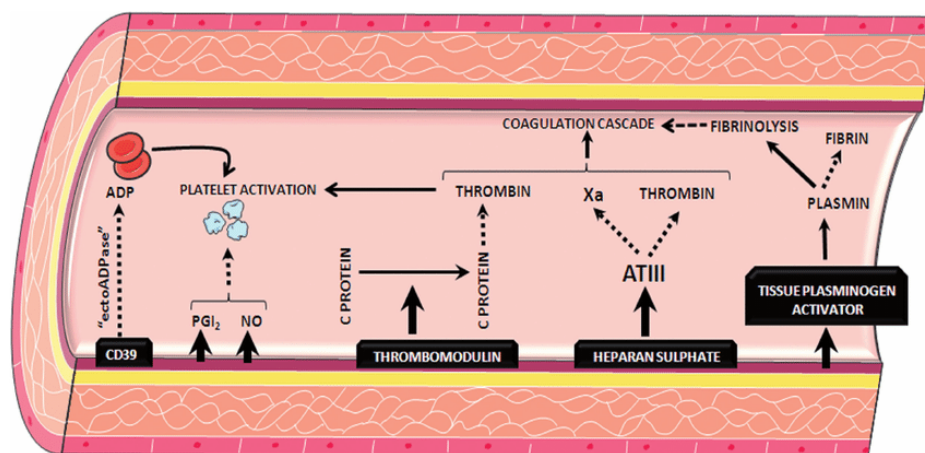 COAGULATION CASCADE
FIBRINOLYSIS
FIBRIN
ADP
PLATELET ACTIVATION
THROMBIN
Xa
THROMBIN
PLASMIN
"ectoADPase"
C PROTEIN
C PROTEIN
ATIII
TISSUE PLASMINOGEN
ACTIVATOR
PGI₂
NO
CD39
THROMBOMODULIN
HEPARAN SULPHATE